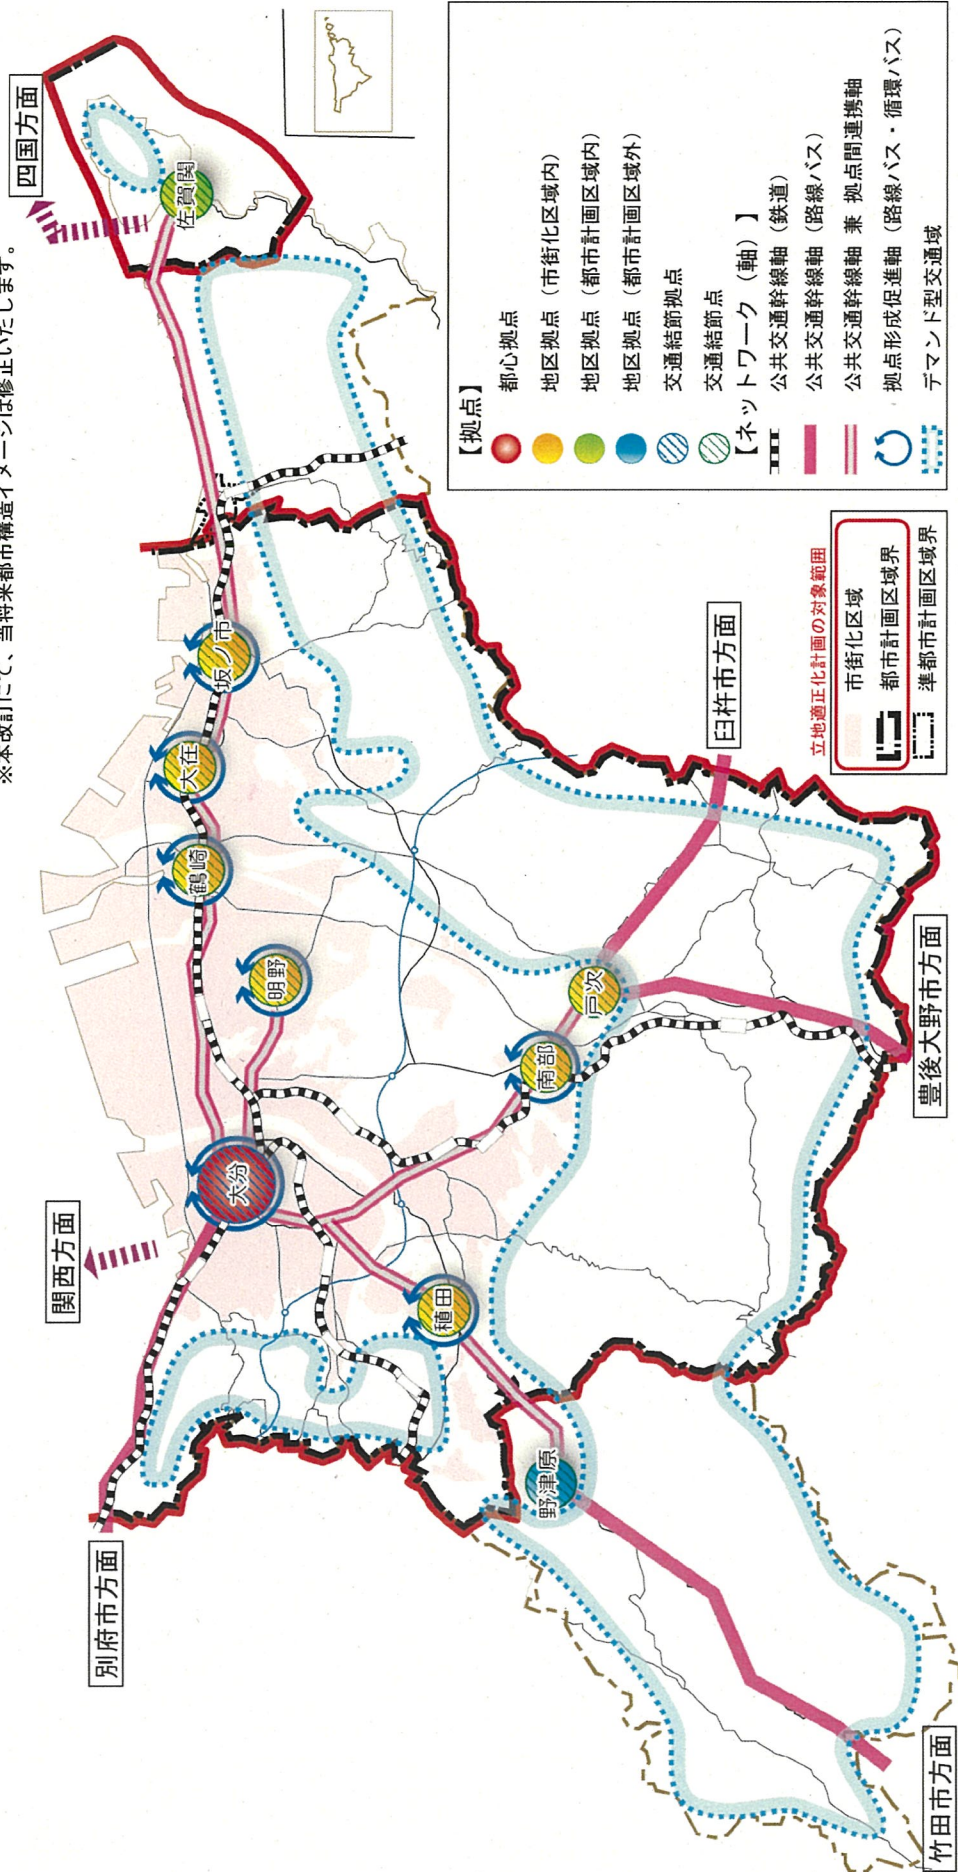 ※本改訂にて、当将来都市構造イメージは修正いたします。
四国方面
関西方面
別府市方面
佐賀関
坂ノ市
大在
鶴崎
明野
大分
稙田
南部
戸次
野津原
臼杵市方面
豊後大野市方面
竹田市方面
【拠点】
都心拠点
地区拠点（市街化区域内）
地区拠点（都市計画区域内）
地区拠点（都市計画区域外）
交通結節拠点
交通結節点
【ネットワーク（軸）】
公共交通幹線軸（鉄道）
公共交通幹線軸（路線バス）
公共交通幹線軸 兼 拠点間連携軸
拠点形成促進軸（路線バス・循環バス）
デマンド型交通域
立地適正化計画の対象範囲
市街化区域
都市計画区域界
準都市計画区域界